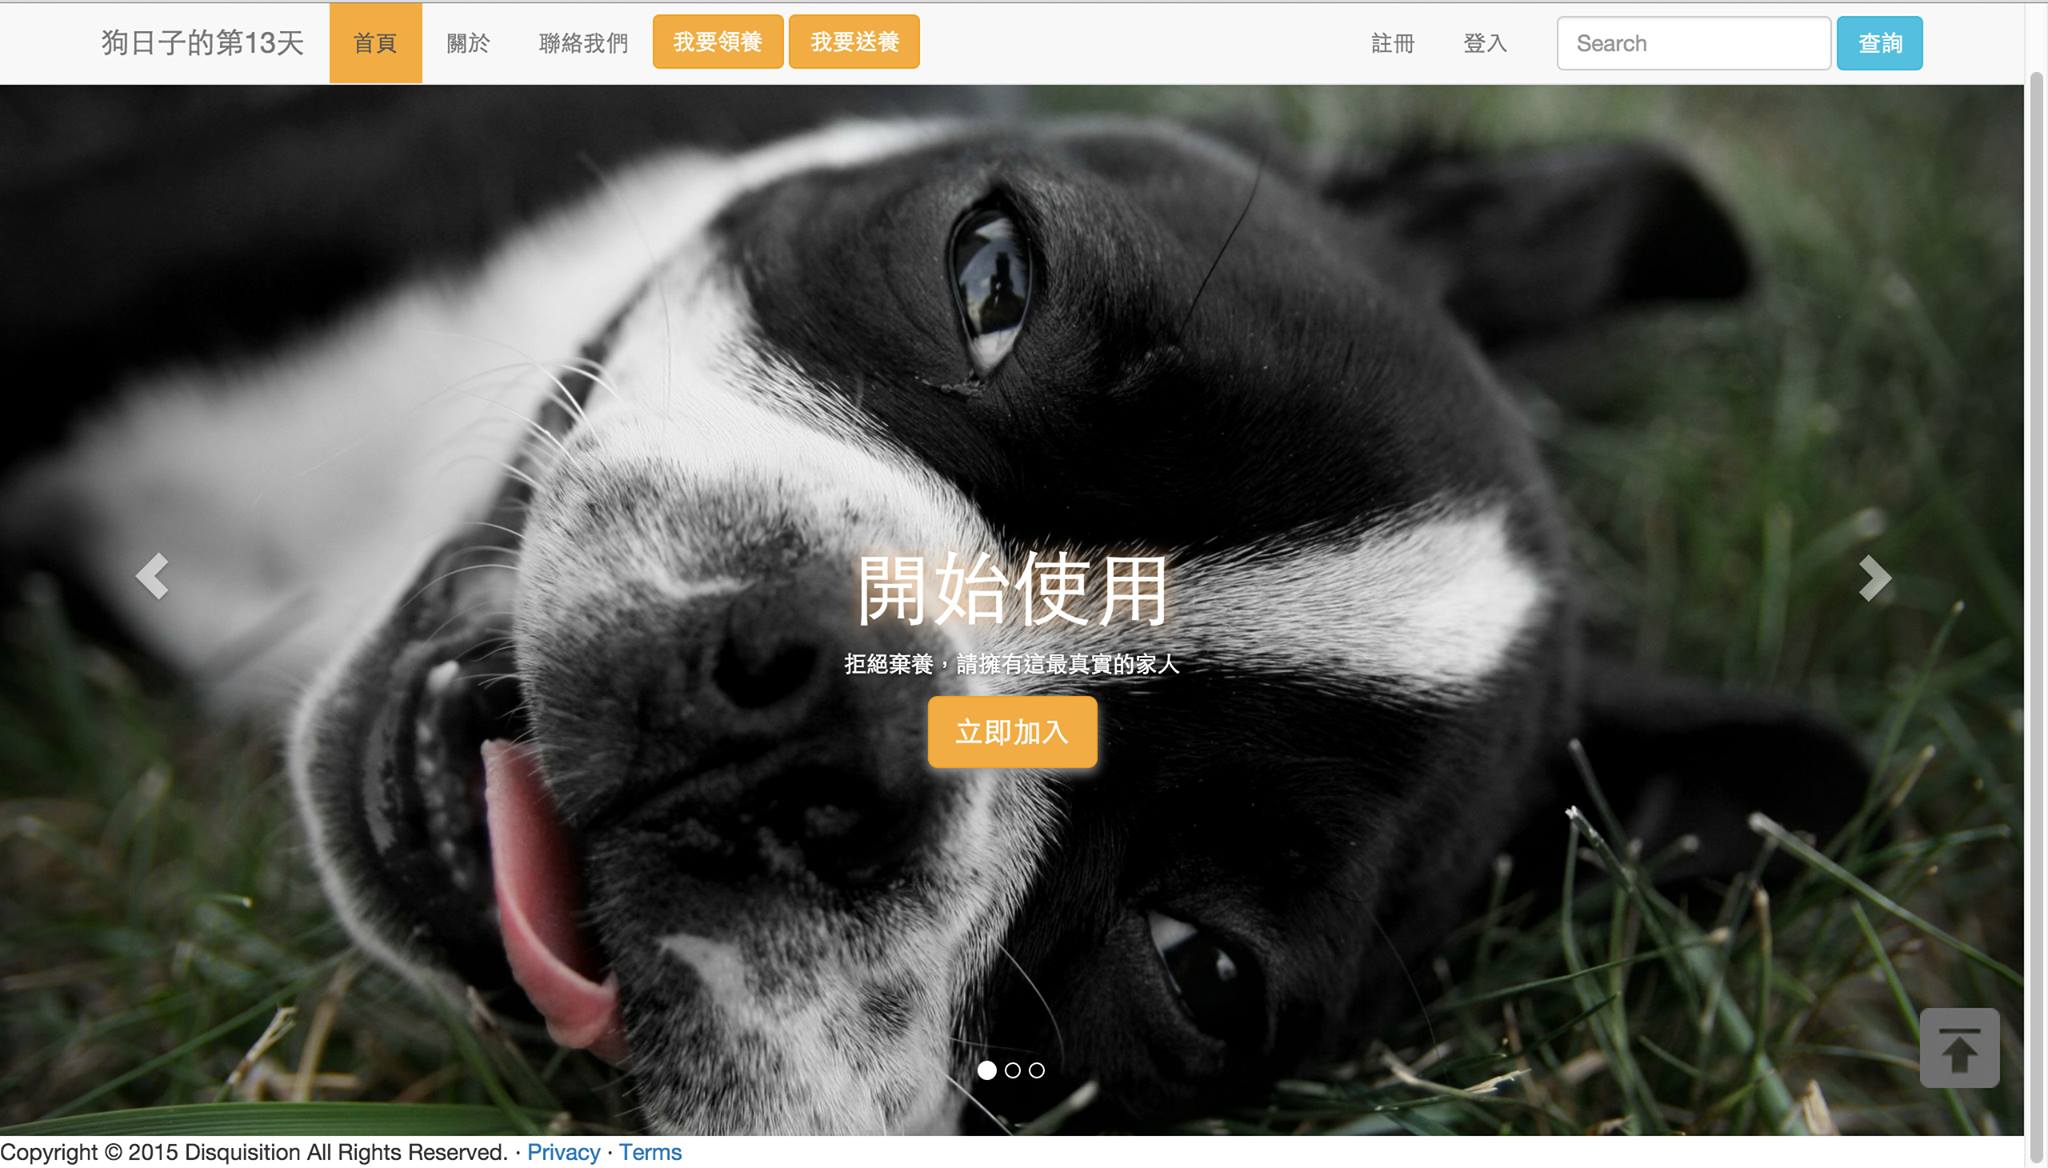 狗日子的第13天 首頁 關於 聯絡我們 我要領養 我要送養 註冊 登入 Search 查詢
開始使用
拒絕棄養，請擁有這最真實的家人
立即加入
Copyright © 2015 Disquisition All Rights Reserved. · Privacy · Terms